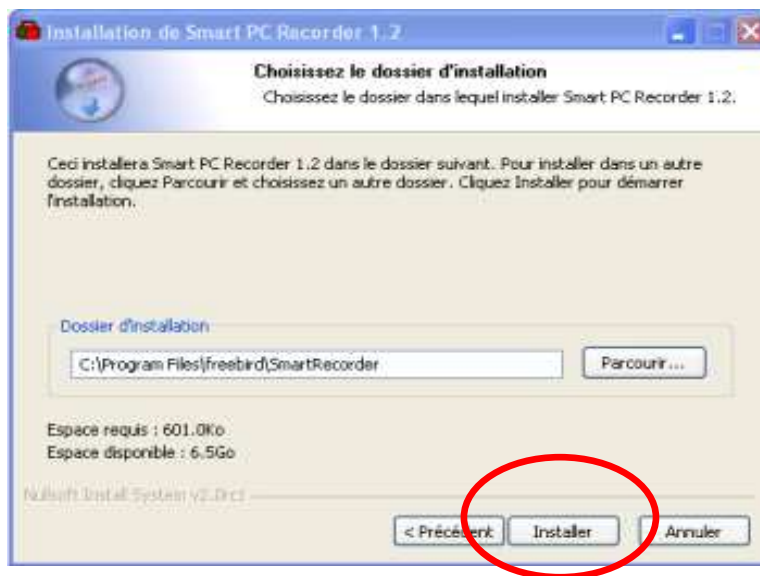 Installation de Smart PC Recorder 1.2
Choisissez le dossier d'installation
Choisissez le dossier dans lequel installer Smart PC Recorder 1.2.
Ceci installera Smart PC Recorder 1.2 dans le dossier suivant. Pour installer dans un autre
dossier, cliquez Parcourir et choisissez un autre dossier. Cliquez Installer pour démarrer
l'installation.
Dossier d'installation
C:\Program Files\freebird\SmartRecorder
Parcourir...
Espace requis : 601.0Ko
Espace disponible : 6.5Go
Nullsoft Install System
< Précédent Installer Annuler